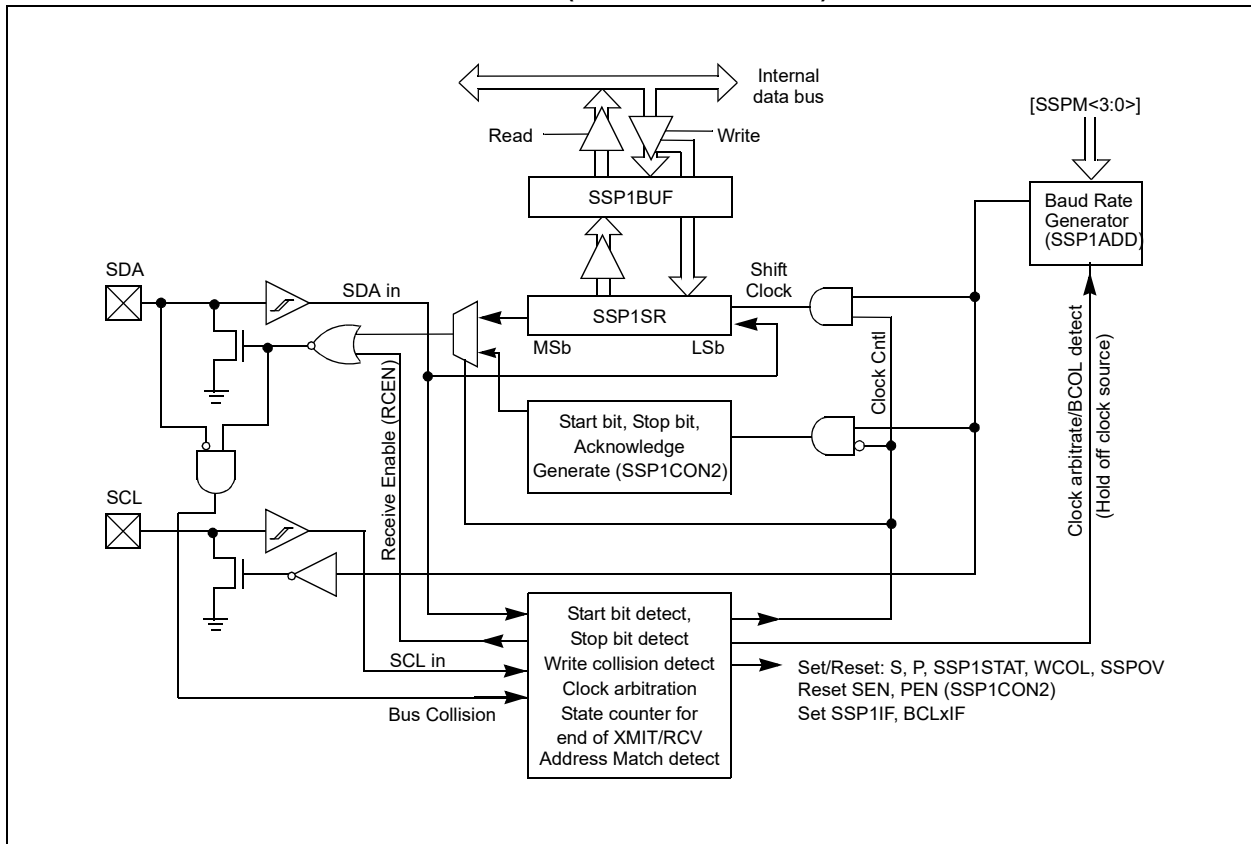 Internal
data bus
[SSPM<3:0>]
Read
Write
SSP1BUF
Baud Rate
Generator
(SSP1ADD)
SDA
SDA in
Shift
Clock
SSP1SR
MSb
LSb
Clock Cntl
Clock arbitrate/BCOL detect
(Hold off clock source)
Start bit, Stop bit,
Acknowledge
Generate (SSP1CON2)
Receive Enable (RCEN)
SCL
SCL in
Bus Collision
Start bit detect,
Stop bit detect
Write collision detect
Clock arbitration
State counter for
end of XMIT/RCV
Address Match detect
Set/Reset: S, P, SSP1STAT, WCOL, SSPOV
Reset SEN, PEN (SSP1CON2)
Set SSP1IF, BCLxIF